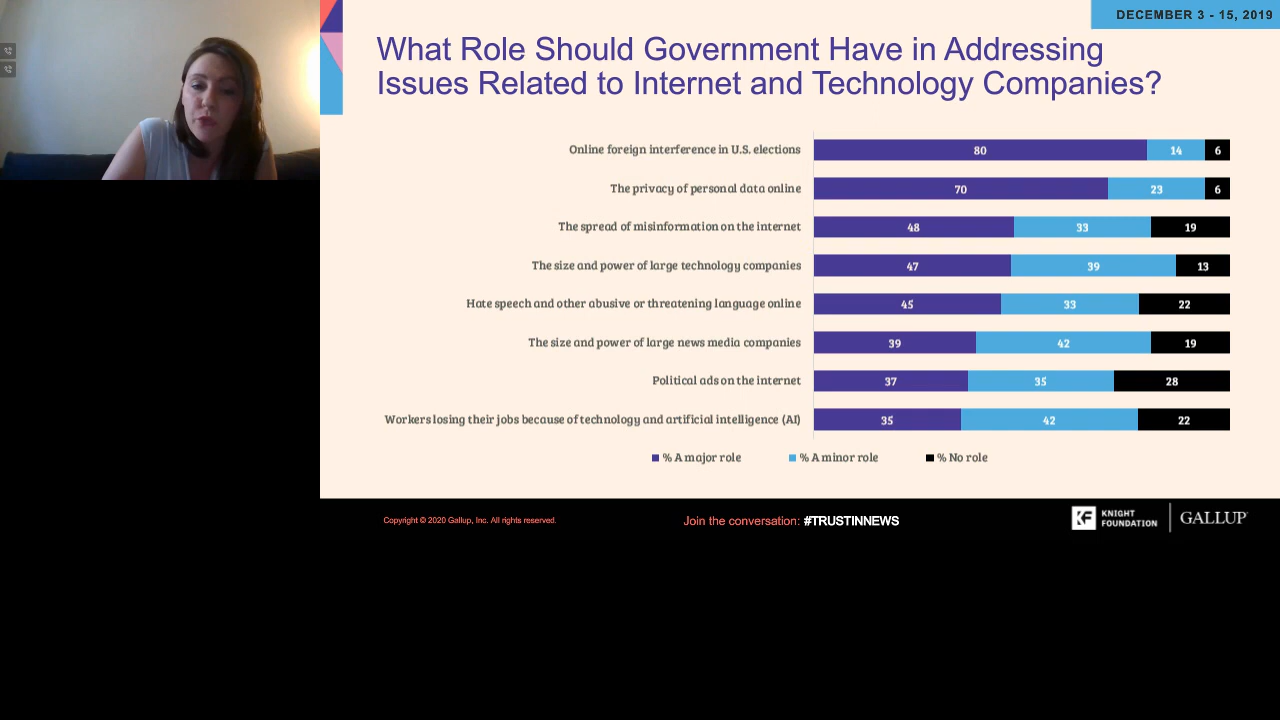 DECEMBER 3 - 15, 2019
What Role Should Government Have in Addressing
Issues Related to Internet and Technology Companies?
Online foreign interference in U.S. elections 80 14 6
The privacy of personal data online 70 23 6
The spread of misinformation on the internet 48 33 19
The size and power of large technology companies 47 39 13
Hate speech and other abusive or threatening language online 45 33 22
The size and power of large news media companies 39 42 19
Political ads on the internet 37 35 28
Workers losing their jobs because of technology and artificial intelligence (AI) 35 42 22
% A major role % A minor role % No role
Copyright © 2020 Gallup, Inc. All rights reserved.
Join the conversation: #TRUSTINNEWS
KF KNIGHT
FOUNDATION
GALLUP